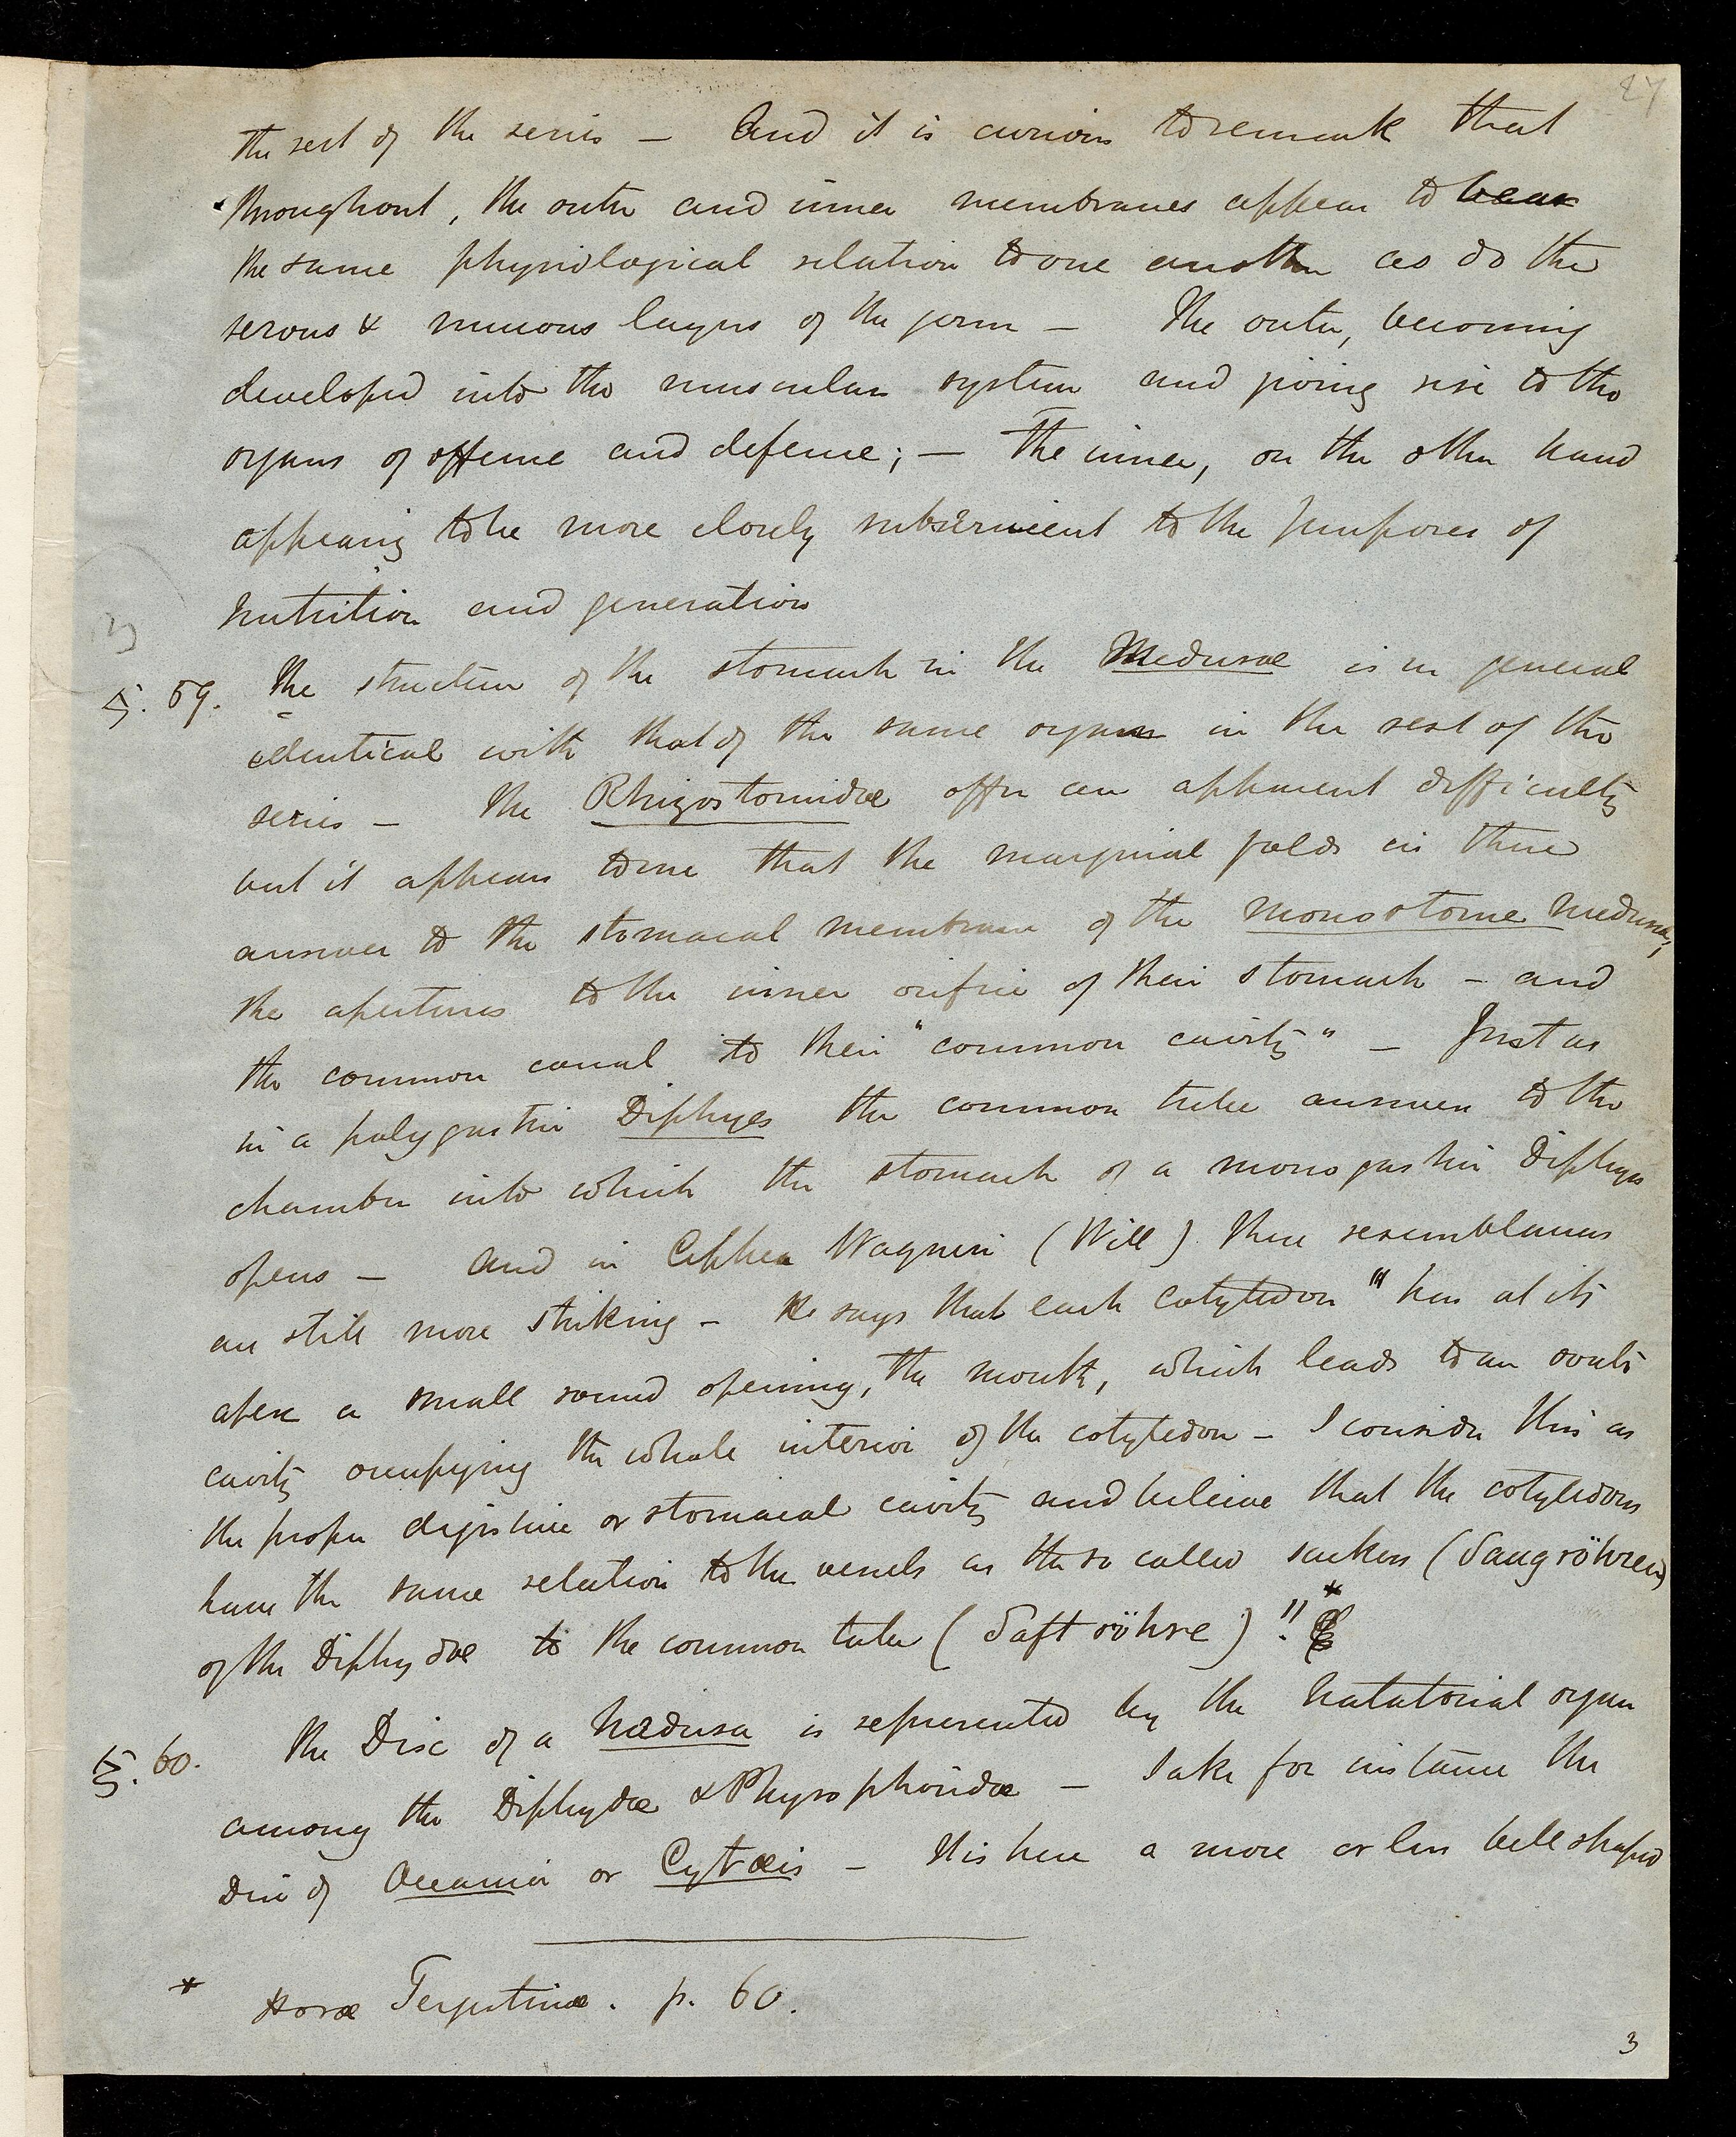 27
the rest of the series — And it is curious to remark that
throughout, the outer and inner membranes appear to bear
the same physiological relation to one another as do the
serous & mucous layers of the germ — The outer, becoming
developed into the muscular system and giving rise to the
organs of offence and defence; — The inner, on the other hand
appearing to be more closely subservient to the purposes of
nutrition and generation
§. 59. The structure of the stomach in the Medusae is in general
identical with that of the same organ in the rest of the
series — The Rhizostomidae offer an apparent difficulty
but it appears to me that the marginal folds in these
answer to the stomacal membrane of the monostome Medusae,
the apertures to the inner orifice of their stomach — and
the common canal to their "common cavity" — Just as
in a polygastric Diphyes the common tube answers to the
chamber into which the stomach of a monogastric Diphyes
opens — And in Cephea Wagneri (Will) these resemblances
are still more striking — He says that each cotyledon "has at its
apex a small round opening, the mouth, which leads to an ovate
cavity occupying the whole interior of the cotyledon — I consider this as
the proper digestive or stomacal cavity and believe that the cotyledons
have the same relation to the vessels as the so called suckers (Saugröhren)
of the Diphydae to the common tube (Saftröhre)". *
§. 60. The Disc of a Medusa is represented by the natatorial organ
among the Diphydae & Physophoridae — Take for instance the
Disc of Oceania or Cytaeis — It is here a more or less bell shaped
* Horae Tergestinae. p. 60.
3